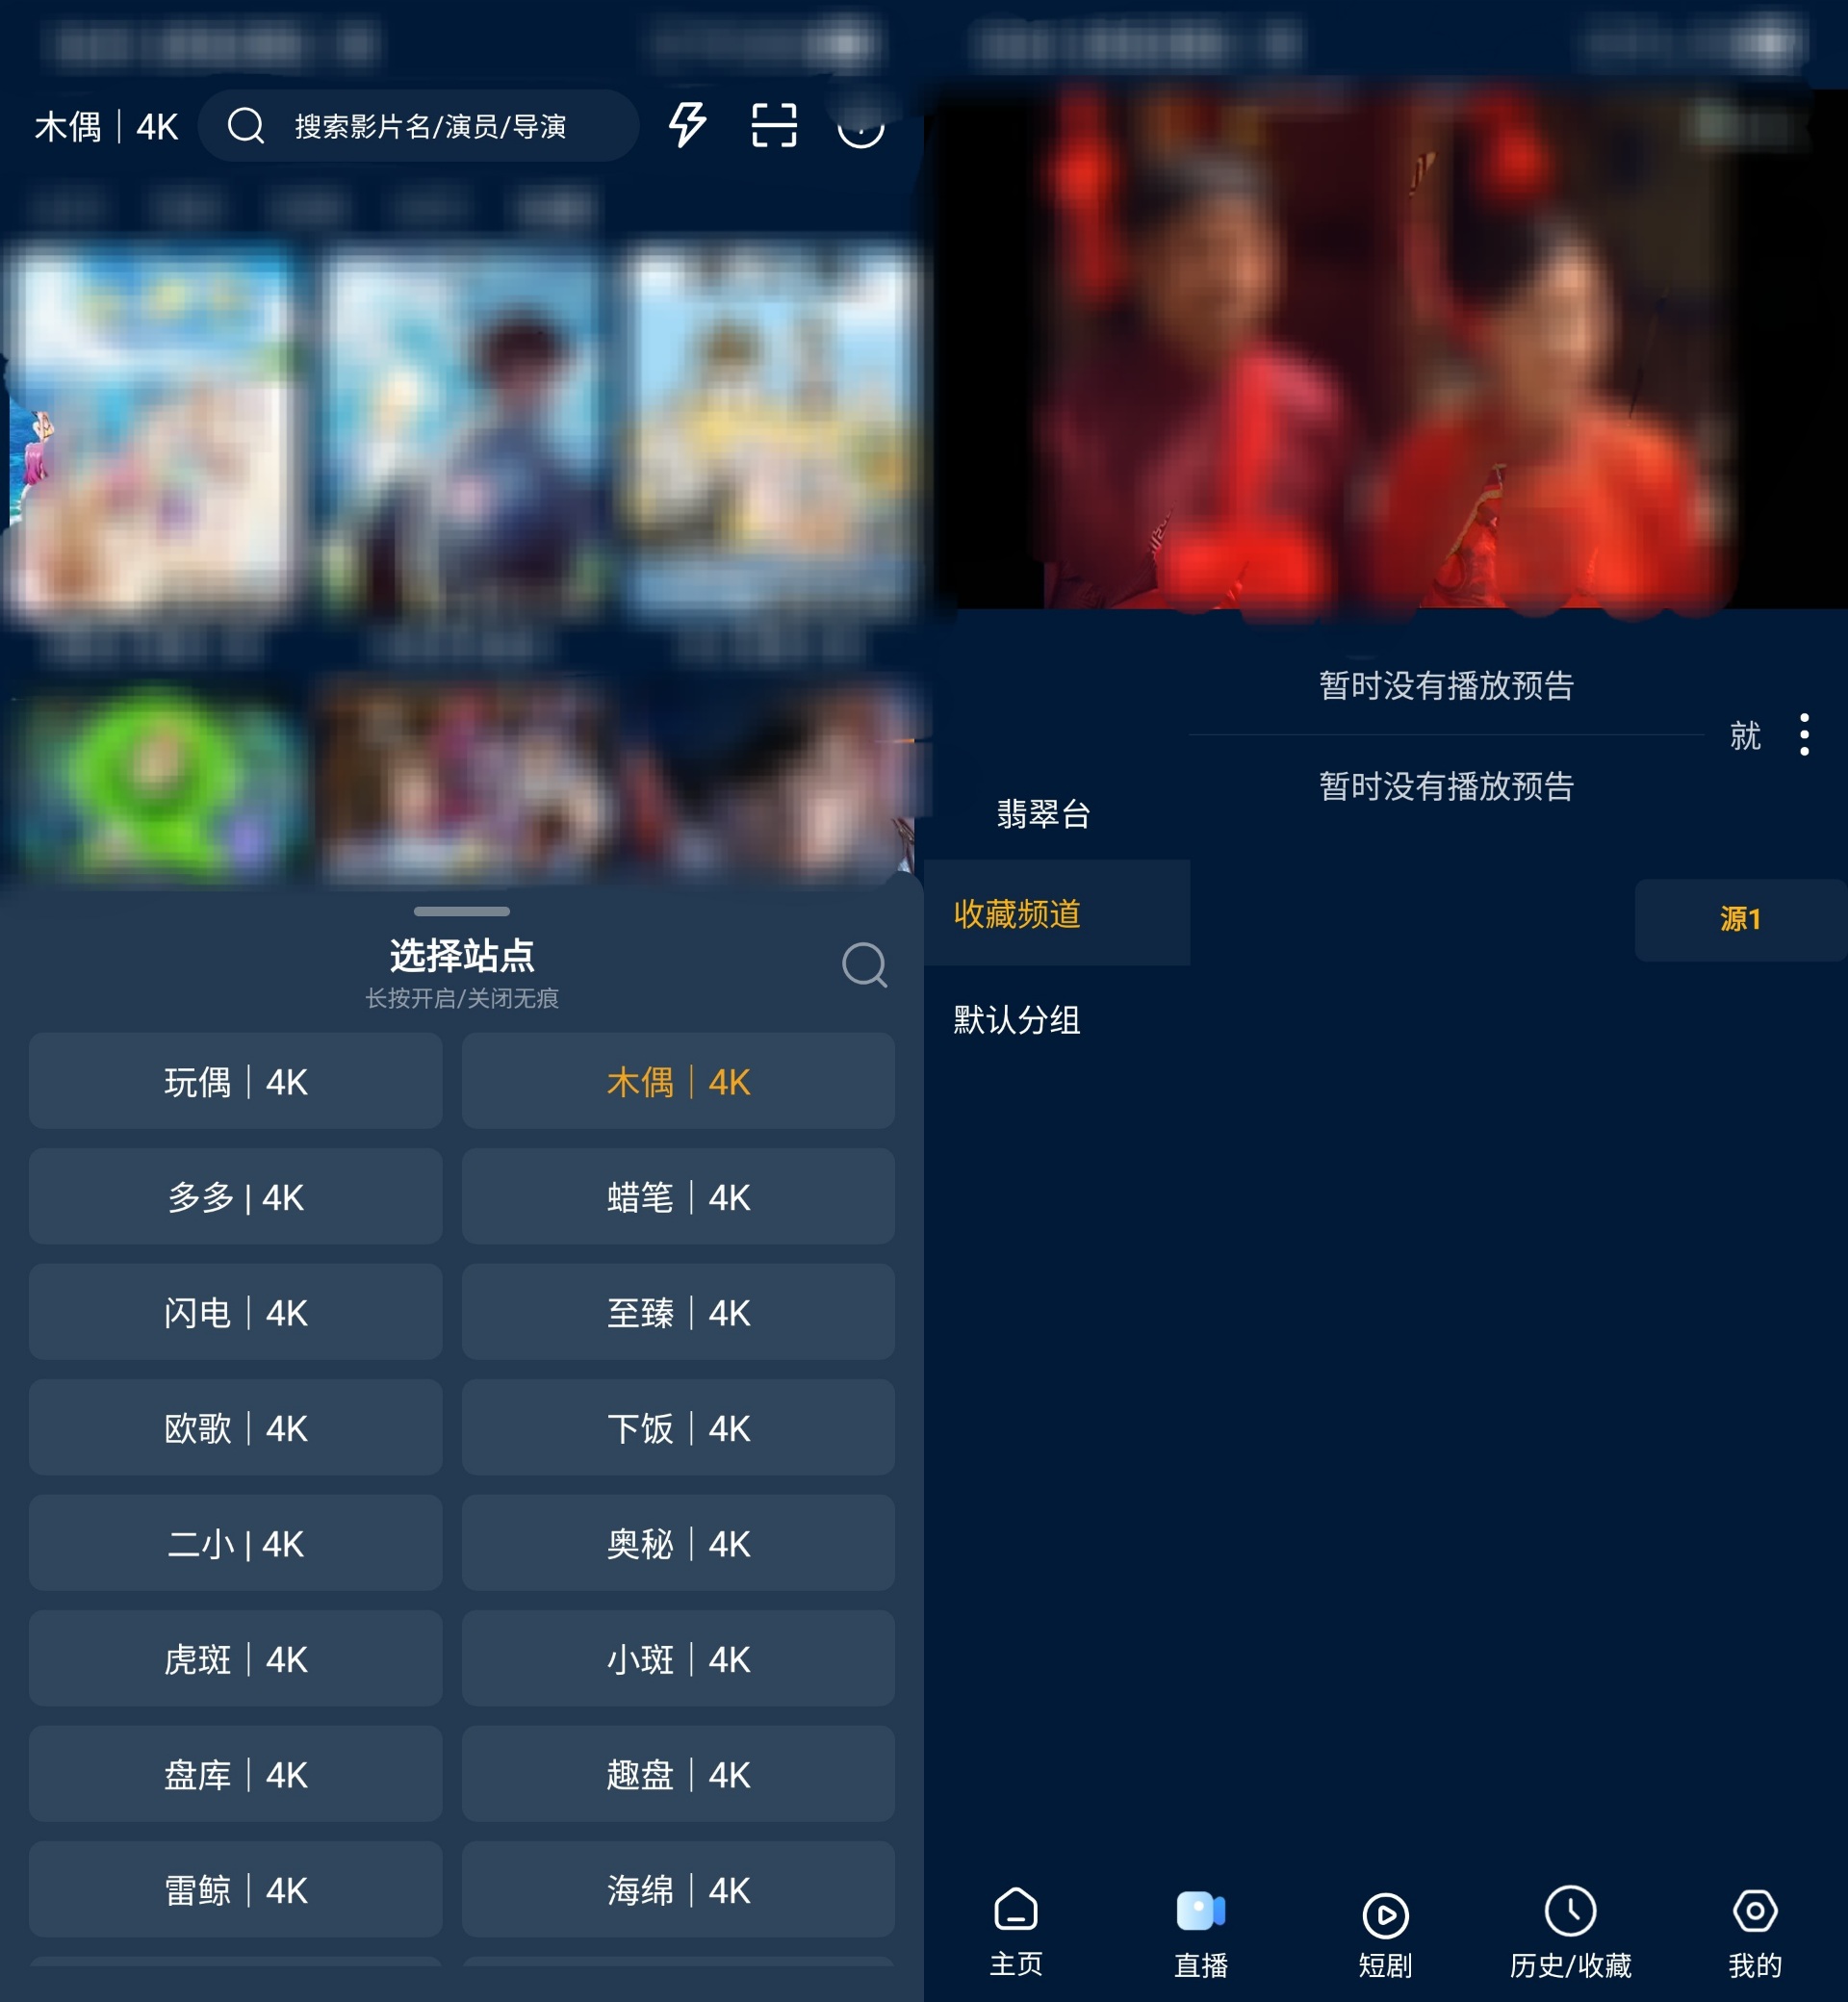 木偶｜4K
搜索影片名/演员/导演
选择站点
长按开启/关闭无痕
玩偶｜4K
木偶｜4K
多多 | 4K
蜡笔｜4K
闪电｜4K
至臻｜4K
欧歌｜4K
下饭｜4K
二小 | 4K
奥秘｜4K
虎斑｜4K
小斑｜4K
盘库｜4K
趣盘｜4K
雷鲸｜4K
海绵｜4K
暂时没有播放预告
就
暂时没有播放预告
翡翠台
收藏频道
源1
默认分组
主页
直播
短剧
历史/收藏
我的